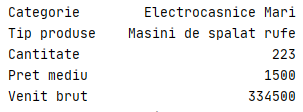 Categorie Electrocasnice Mari
Tip produse Masini de spalat rufe
Cantitate 223
Pret mediu 1500
Venit brut 334500